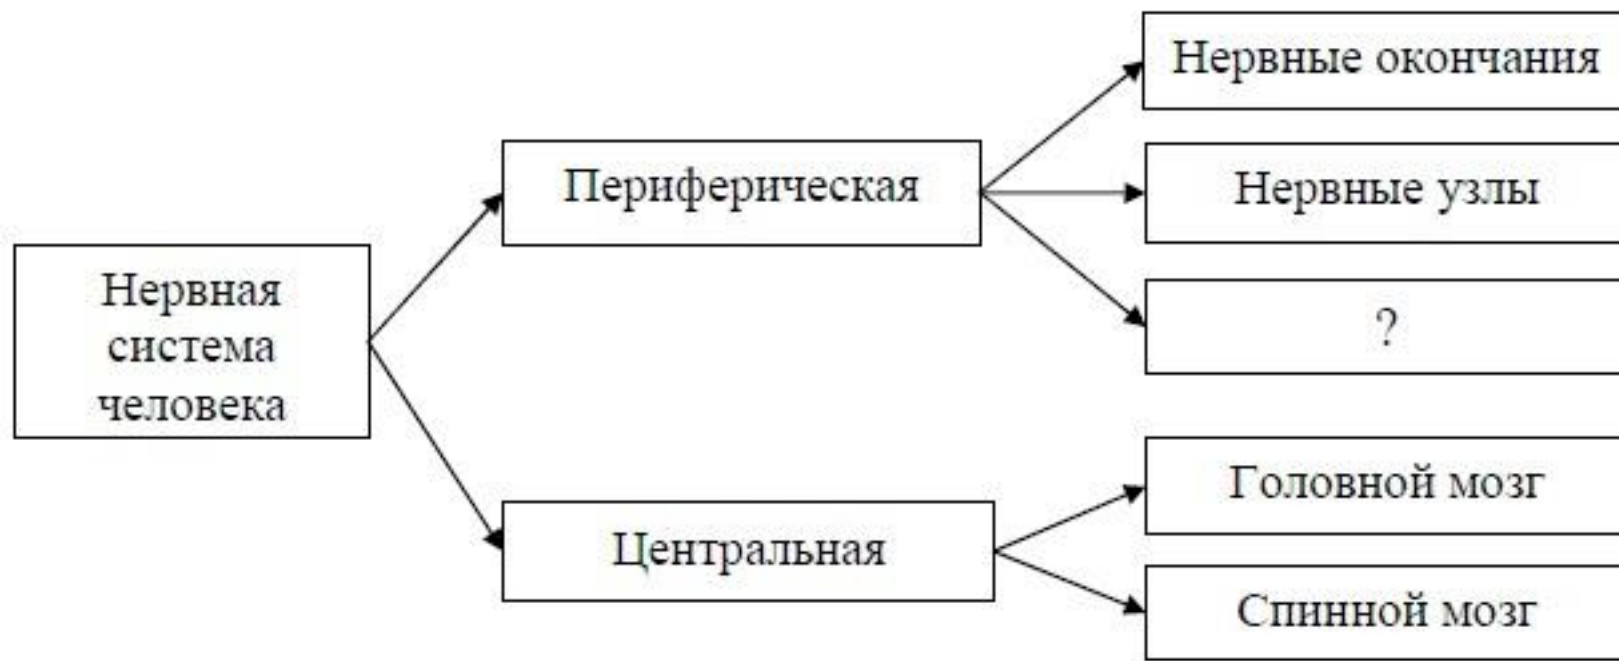 Нервные окончания
Периферическая
Нервные узлы
Нервная
система
человека
?
Головной мозг
Центральная
Спинной мозг